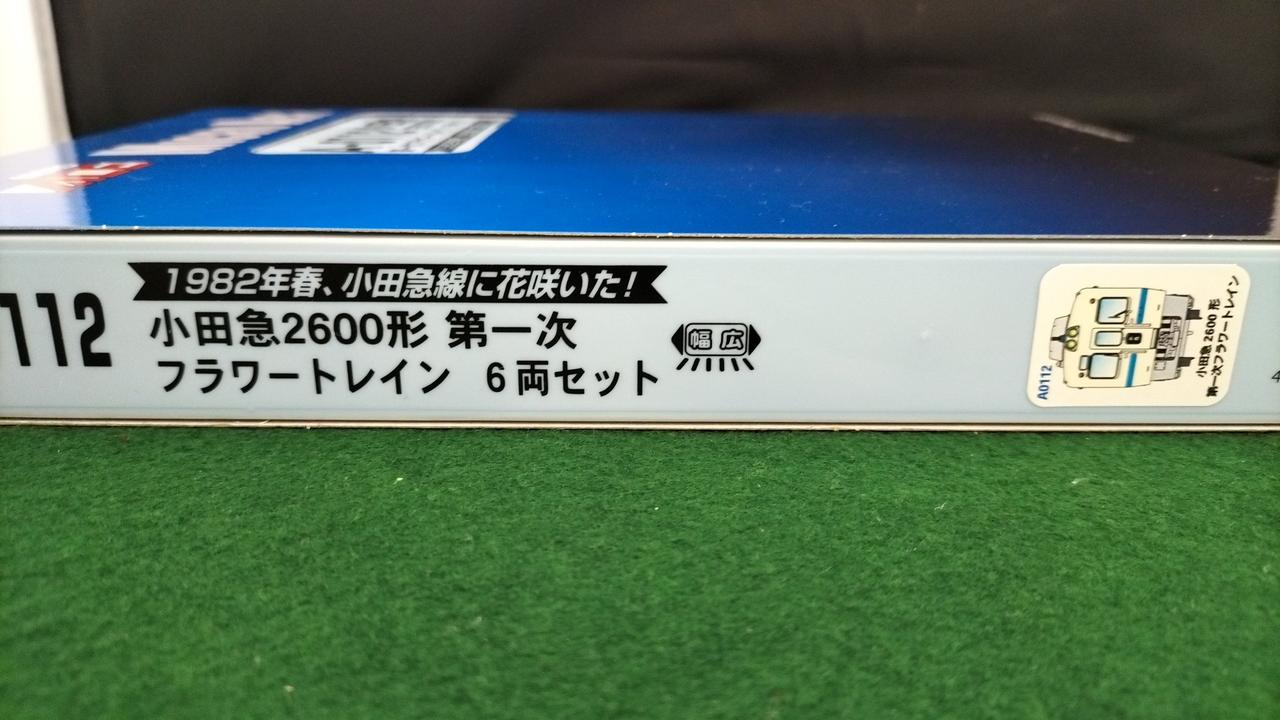 112
1982年春、小田急線に花咲いた!
小田急2600形 第一次
フラワートレイン 6両セット
幅広
A0112
小田急2600形
第一次フラワートレイン
4